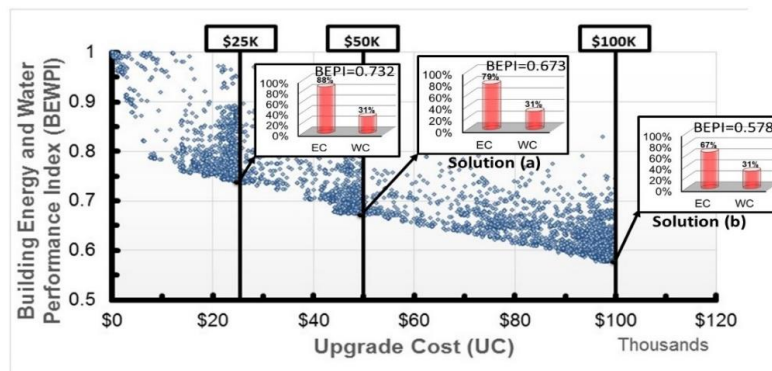 $25K
$50K
$100K
Building Energy and Water
Performance Index (BEWPI)
1
0.9
0.8
0.7
0.6
0.5
$0
$20
$40
$60
$80
$100
$120
Upgrade Cost (UC)
Thousands
BEPI=0.732
100%
80%
60%
40%
20%
0%
88%
31%
EC
WC
BEPI=0.673
100%
80%
60%
40%
20%
0%
79%
31%
EC
WC
Solution (a)
BEPI=0.578
100%
80%
60%
40%
20%
0%
67%
31%
EC
WC
Solution (b)